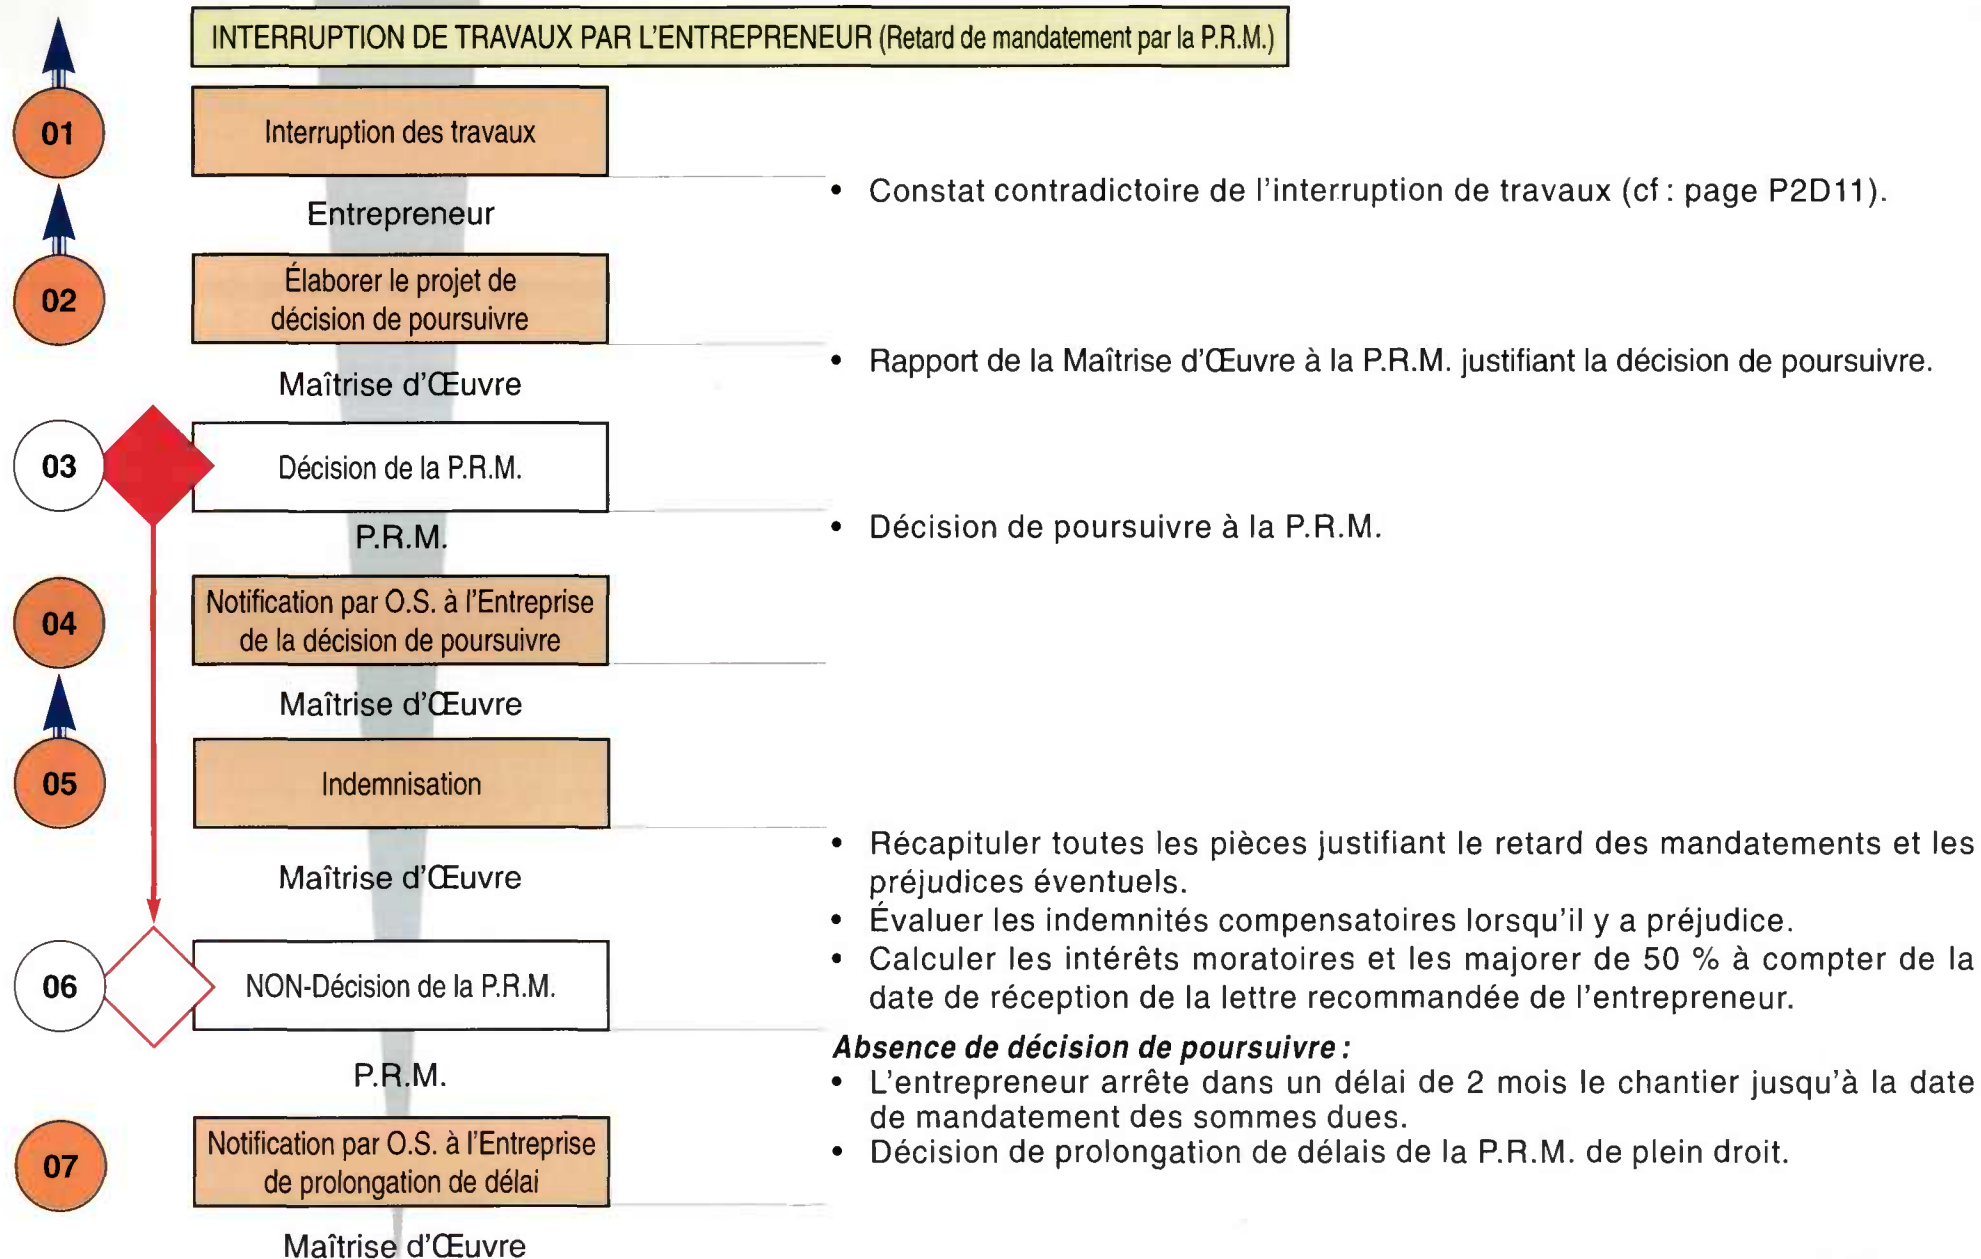 INTERRUPTION DE TRAVAUX PAR L'ENTREPRENEUR (Retard de mandatement par la P.R.M.)
01
Interruption des travaux
Entrepreneur
• Constat contradictoire de l'interruption de travaux (cf : page P2D11).
02
Élaborer le projet de
décision de poursuivre
Maîtrise d'Œuvre
• Rapport de la Maîtrise d'Œuvre à la P.R.M. justifiant la décision de poursuivre.
03
Décision de la P.R.M.
P.R.M.
• Décision de poursuivre à la P.R.M.
04
Notification par O.S. à l'Entreprise
de la décision de poursuivre
Maîtrise d'Œuvre
05
Indemnisation
Maîtrise d'Œuvre
• Récapituler toutes les pièces justifiant le retard des mandatements et les
préjudices éventuels.
• Évaluer les indemnités compensatoires lorsqu'il y a préjudice.
• Calculer les intérêts moratoires et les majorer de 50 % à compter de la
date de réception de la lettre recommandée de l'entrepreneur.
06
NON-Décision de la P.R.M.
P.R.M.
Absence de décision de poursuivre :
• L'entrepreneur arrête dans un délai de 2 mois le chantier jusqu'à la date
de mandatement des sommes dues.
• Décision de prolongation de délais de la P.R.M. de plein droit.
07
Notification par O.S. à l'Entreprise
de prolongation de délai
Maîtrise d'Œuvre